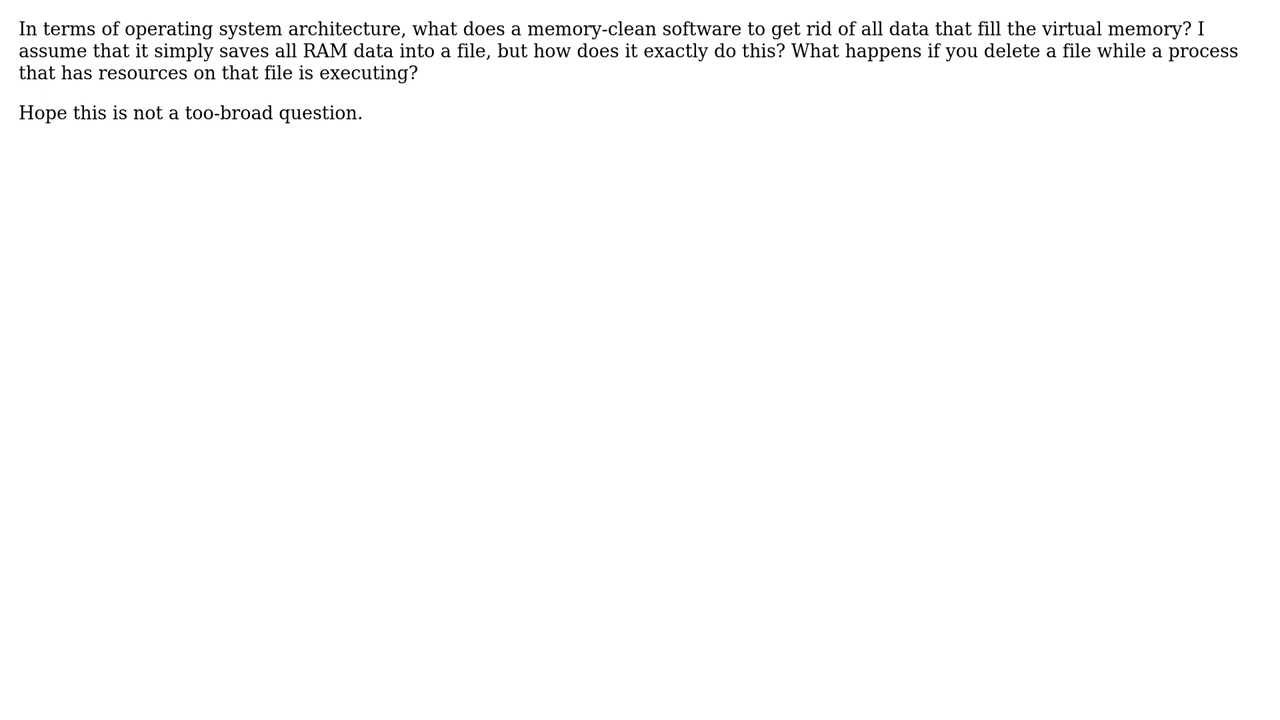 In terms of operating system architecture, what does a memory-clean software to get rid of all data that fill the virtual memory? I
assume that it simply saves all RAM data into a file, but how does it exactly do this? What happens if you delete a file while a process
that has resources on that file is executing?
Hope this is not a too-broad question.